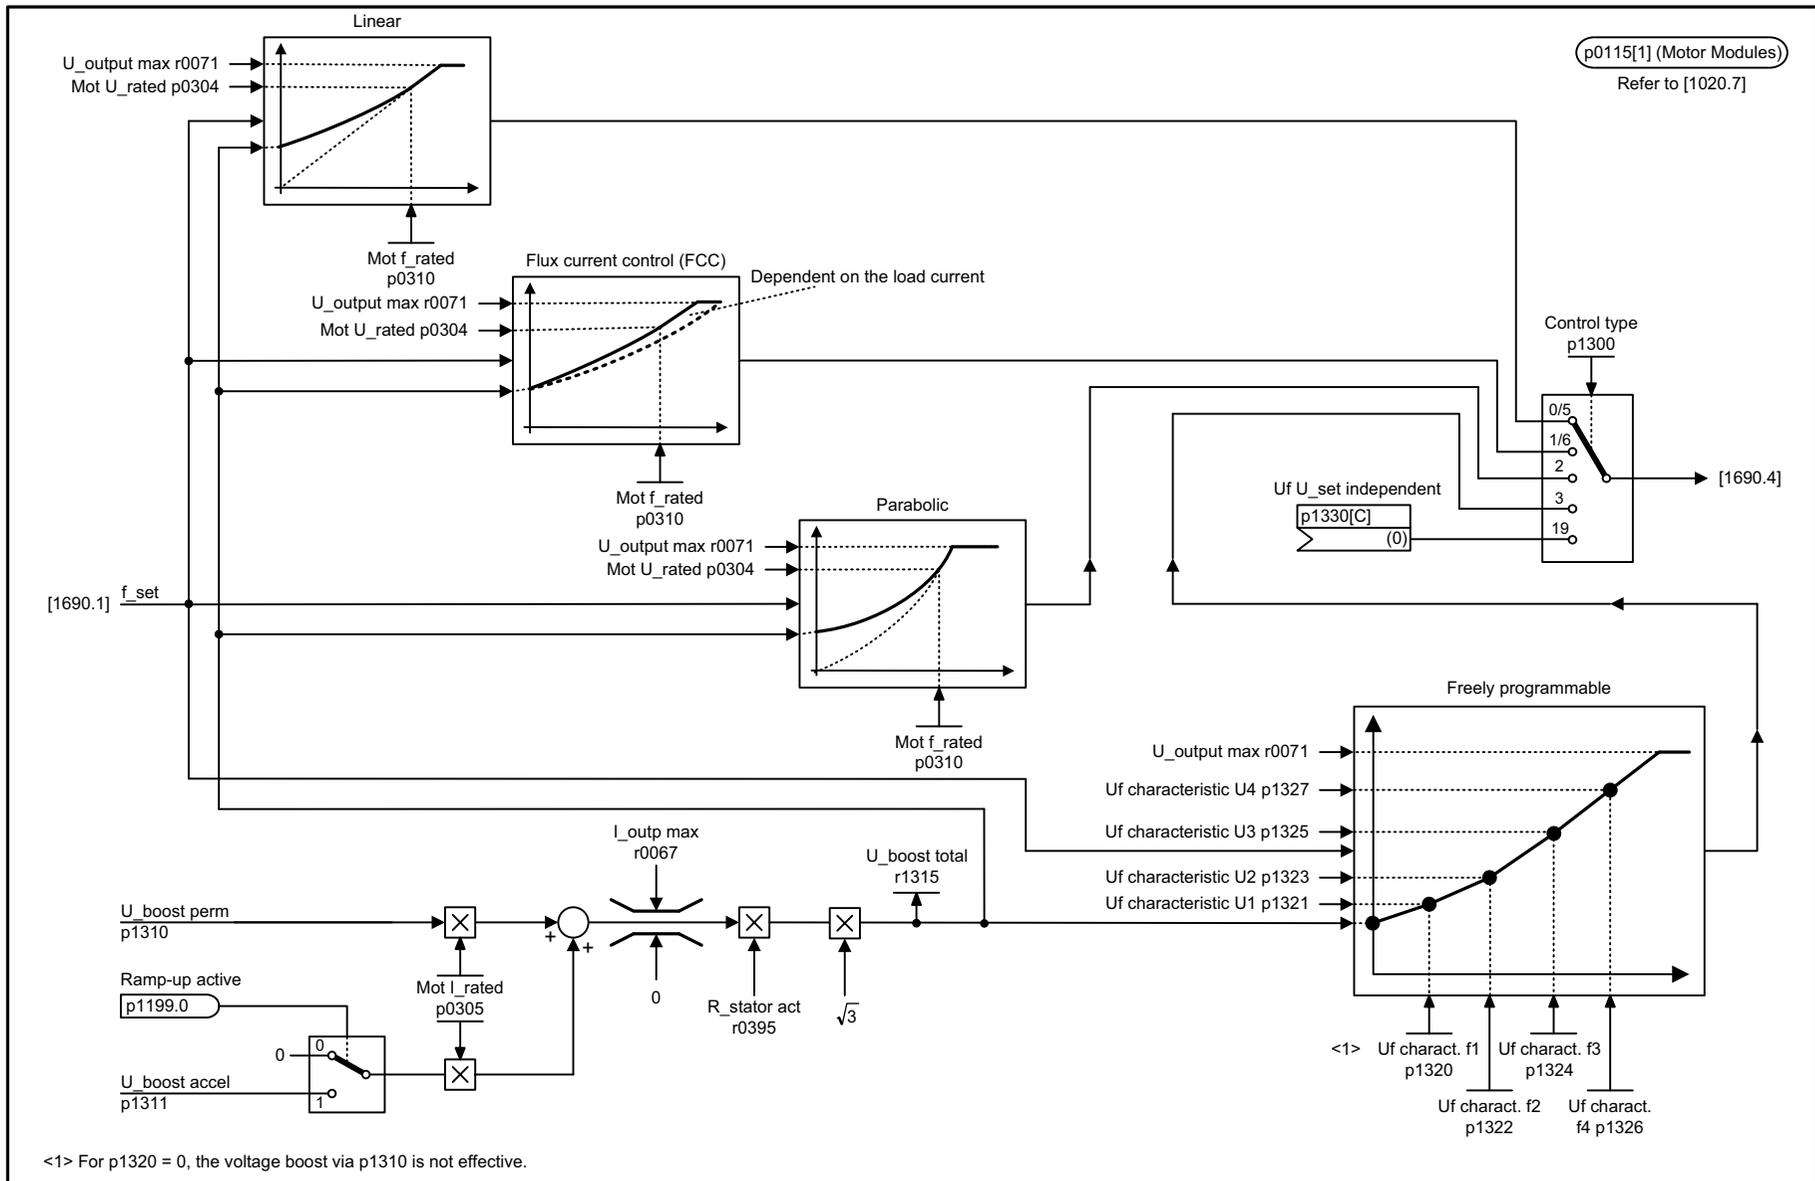 Linear
U_output max r0071
Mot U_rated p0304
Mot f_rated
p0310
p0115[1] (Motor Modules)
Refer to [1020.7]
Flux current control (FCC)
Dependent on the load current
U_output max r0071
Mot U_rated p0304
Mot f_rated
p0310
Control type
p1300
0/5
1/6
2
3
19
[1690.4]
Uf U_set independent
p1330[C]
(0)
Parabolic
U_output max r0071
Mot U_rated p0304
Mot f_rated
p0310
[1690.1]
f_set
Freely programmable
U_output max r0071
Uf characteristic U4 p1327
Uf characteristic U3 p1325
Uf characteristic U2 p1323
Uf characteristic U1 p1321
I_outp max
r0067
U_boost total
r1315
U_boost perm
p1310
+
+
Ramp-up active
p1199.0
Mot I_rated
p0305
0
R_stator act
r0395
√3
0
0
1
U_boost accel
p1311
<1>
Uf charact. f1
p1320
Uf charact. f3
p1324
Uf charact. f2
p1322
Uf charact.
f4 p1326
<1> For p1320 = 0, the voltage boost via p1310 is not effective.